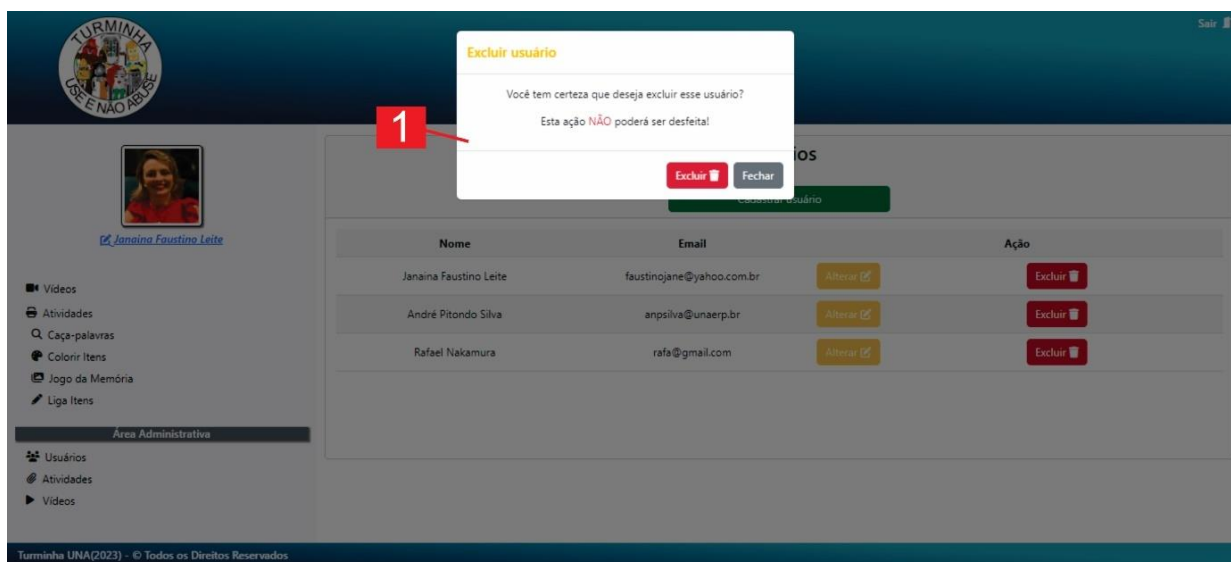 TURMINHA
USE E NÃO ABUSE
Sair
Excluir usuário
Você tem certeza que deseja excluir esse usuário?
Esta ação NÃO poderá ser desfeita!
1
Excluir Fechar
ios
Cadastrar usuário
Janaina Faustino Leite
Nome Email Ação
Janaina Faustino Leite faustinojane@yahoo.com.br Alterar Excluir
André Pitondo Silva anpsilva@unaerp.br Alterar Excluir
Rafael Nakamura rafa@gmail.com Alterar Excluir
Vídeos
Atividades
Caça-palavras
Colorir Itens
Jogo da Memória
Liga Itens
Área Administrativa
Usuários
Atividades
Vídeos
Turminha UNA(2023) - © Todos os Direitos Reservados